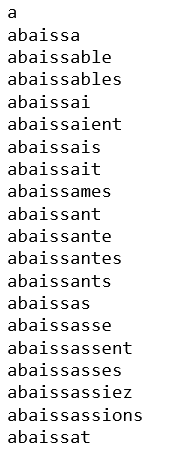 a
abaissa
abaissable
abaissables
abaissai
abaissaient
abaissais
abaissait
abaissames
abaissant
abaissante
abaissantes
abaissants
abaissas
abaissasse
abaissassent
abaissasses
abaissassiez
abaissassions
abaissat